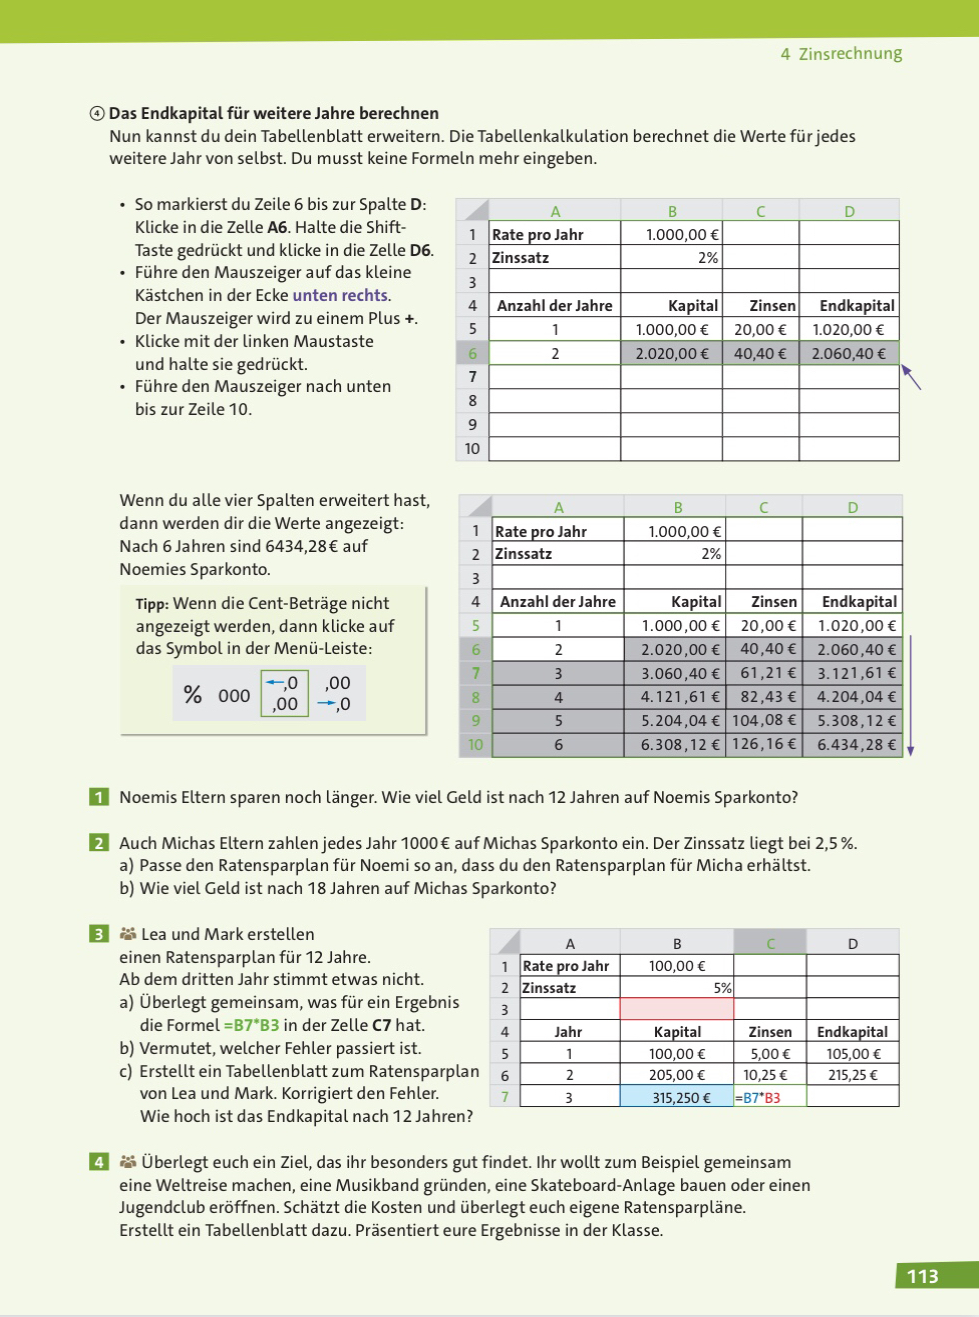 4 Zinsrechnung
④ Das Endkapital für weitere Jahre berechnen
Nun kannst du dein Tabellenblatt erweitern. Die Tabellenkalkulation berechnet die Werte für jedes
weitere Jahr von selbst. Du musst keine Formeln mehr eingeben.
• So markierst du Zeile 6 bis zur Spalte D:
Klicke in die Zelle A6. Halte die Shift-
Taste gedrückt und klicke in die Zelle D6.
• Führe den Mauszeiger auf das kleine
Kästchen in der Ecke unten rechts.
Der Mauszeiger wird zu einem Plus +.
• Klicke mit der linken Maustaste
und halte sie gedrückt.
• Führe den Mauszeiger nach unten
bis zur Zeile 10.
A B C D
1 Rate pro Jahr 1.000,00 €
2 Zinssatz 2%
3
4 Anzahl der Jahre Kapital Zinsen Endkapital
5 1 1.000,00 € 20,00 € 1.020,00 €
6 2 2.020,00 € 40,40 € 2.060,40 €
7
8
9
10
Wenn du alle vier Spalten erweitert hast,
dann werden dir die Werte angezeigt:
Nach 6 Jahren sind 6434,28 € auf
Noemies Sparkonto.
Tipp: Wenn die Cent-Beträge nicht
angezeigt werden, dann klicke auf
das Symbol in der Menü-Leiste:
% 000 ←,0 ,00
,00 →,0
A B C D
1 Rate pro Jahr 1.000,00 €
2 Zinssatz 2%
3
4 Anzahl der Jahre Kapital Zinsen Endkapital
5 1 1.000,00 € 20,00 € 1.020,00 €
6 2 2.020,00 € 40,40 € 2.060,40 €
7 3 3.060,40 € 61,21 € 3.121,61 €
8 4 4.121,61 € 82,43 € 4.204,04 €
9 5 5.204,04 € 104,08 € 5.308,12 €
10 6 6.308,12 € 126,16 € 6.434,28 €
1 Noemis Eltern sparen noch länger. Wie viel Geld ist nach 12 Jahren auf Noemis Sparkonto?
2 Auch Michas Eltern zahlen jedes Jahr 1000 € auf Michas Sparkonto ein. Der Zinssatz liegt bei 2,5 %.
a) Passe den Ratensparplan für Noemi so an, dass du den Ratensparplan für Micha erhältst.
b) Wie viel Geld ist nach 18 Jahren auf Michas Sparkonto?
3 Lea und Mark erstellen
einen Ratensparplan für 12 Jahre.
Ab dem dritten Jahr stimmt etwas nicht.
a) Überlegt gemeinsam, was für ein Ergebnis
die Formel =B7*B3 in der Zelle C7 hat.
b) Vermutet, welcher Fehler passiert ist.
c) Erstellt ein Tabellenblatt zum Ratensparplan
von Lea und Mark. Korrigiert den Fehler.
Wie hoch ist das Endkapital nach 12 Jahren?
A B C D
1 Rate pro Jahr 100,00 €
2 Zinssatz 5%
3
4 Jahr Kapital Zinsen Endkapital
5 1 100,00 € 5,00 € 105,00 €
6 2 205,00 € 10,25 € 215,25 €
7 3 315,250 € =B7*B3
4 Überlegt euch ein Ziel, das ihr besonders gut findet. Ihr wollt zum Beispiel gemeinsam
eine Weltreise machen, eine Musikband gründen, eine Skateboard-Anlage bauen oder einen
Jugendclub eröffnen. Schätzt die Kosten und überlegt euch eigene Ratensparpläne.
Erstellt ein Tabellenblatt dazu. Präsentiert eure Ergebnisse in der Klasse.
113